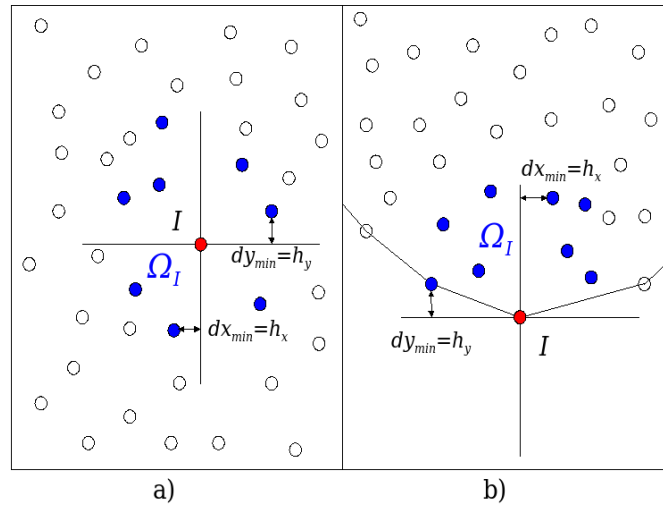 I
Ω_I
dy_min=h_y
dx_min=h_x
a)
dx_min=h_x
Ω_I
I
dy_min=h_y
b)